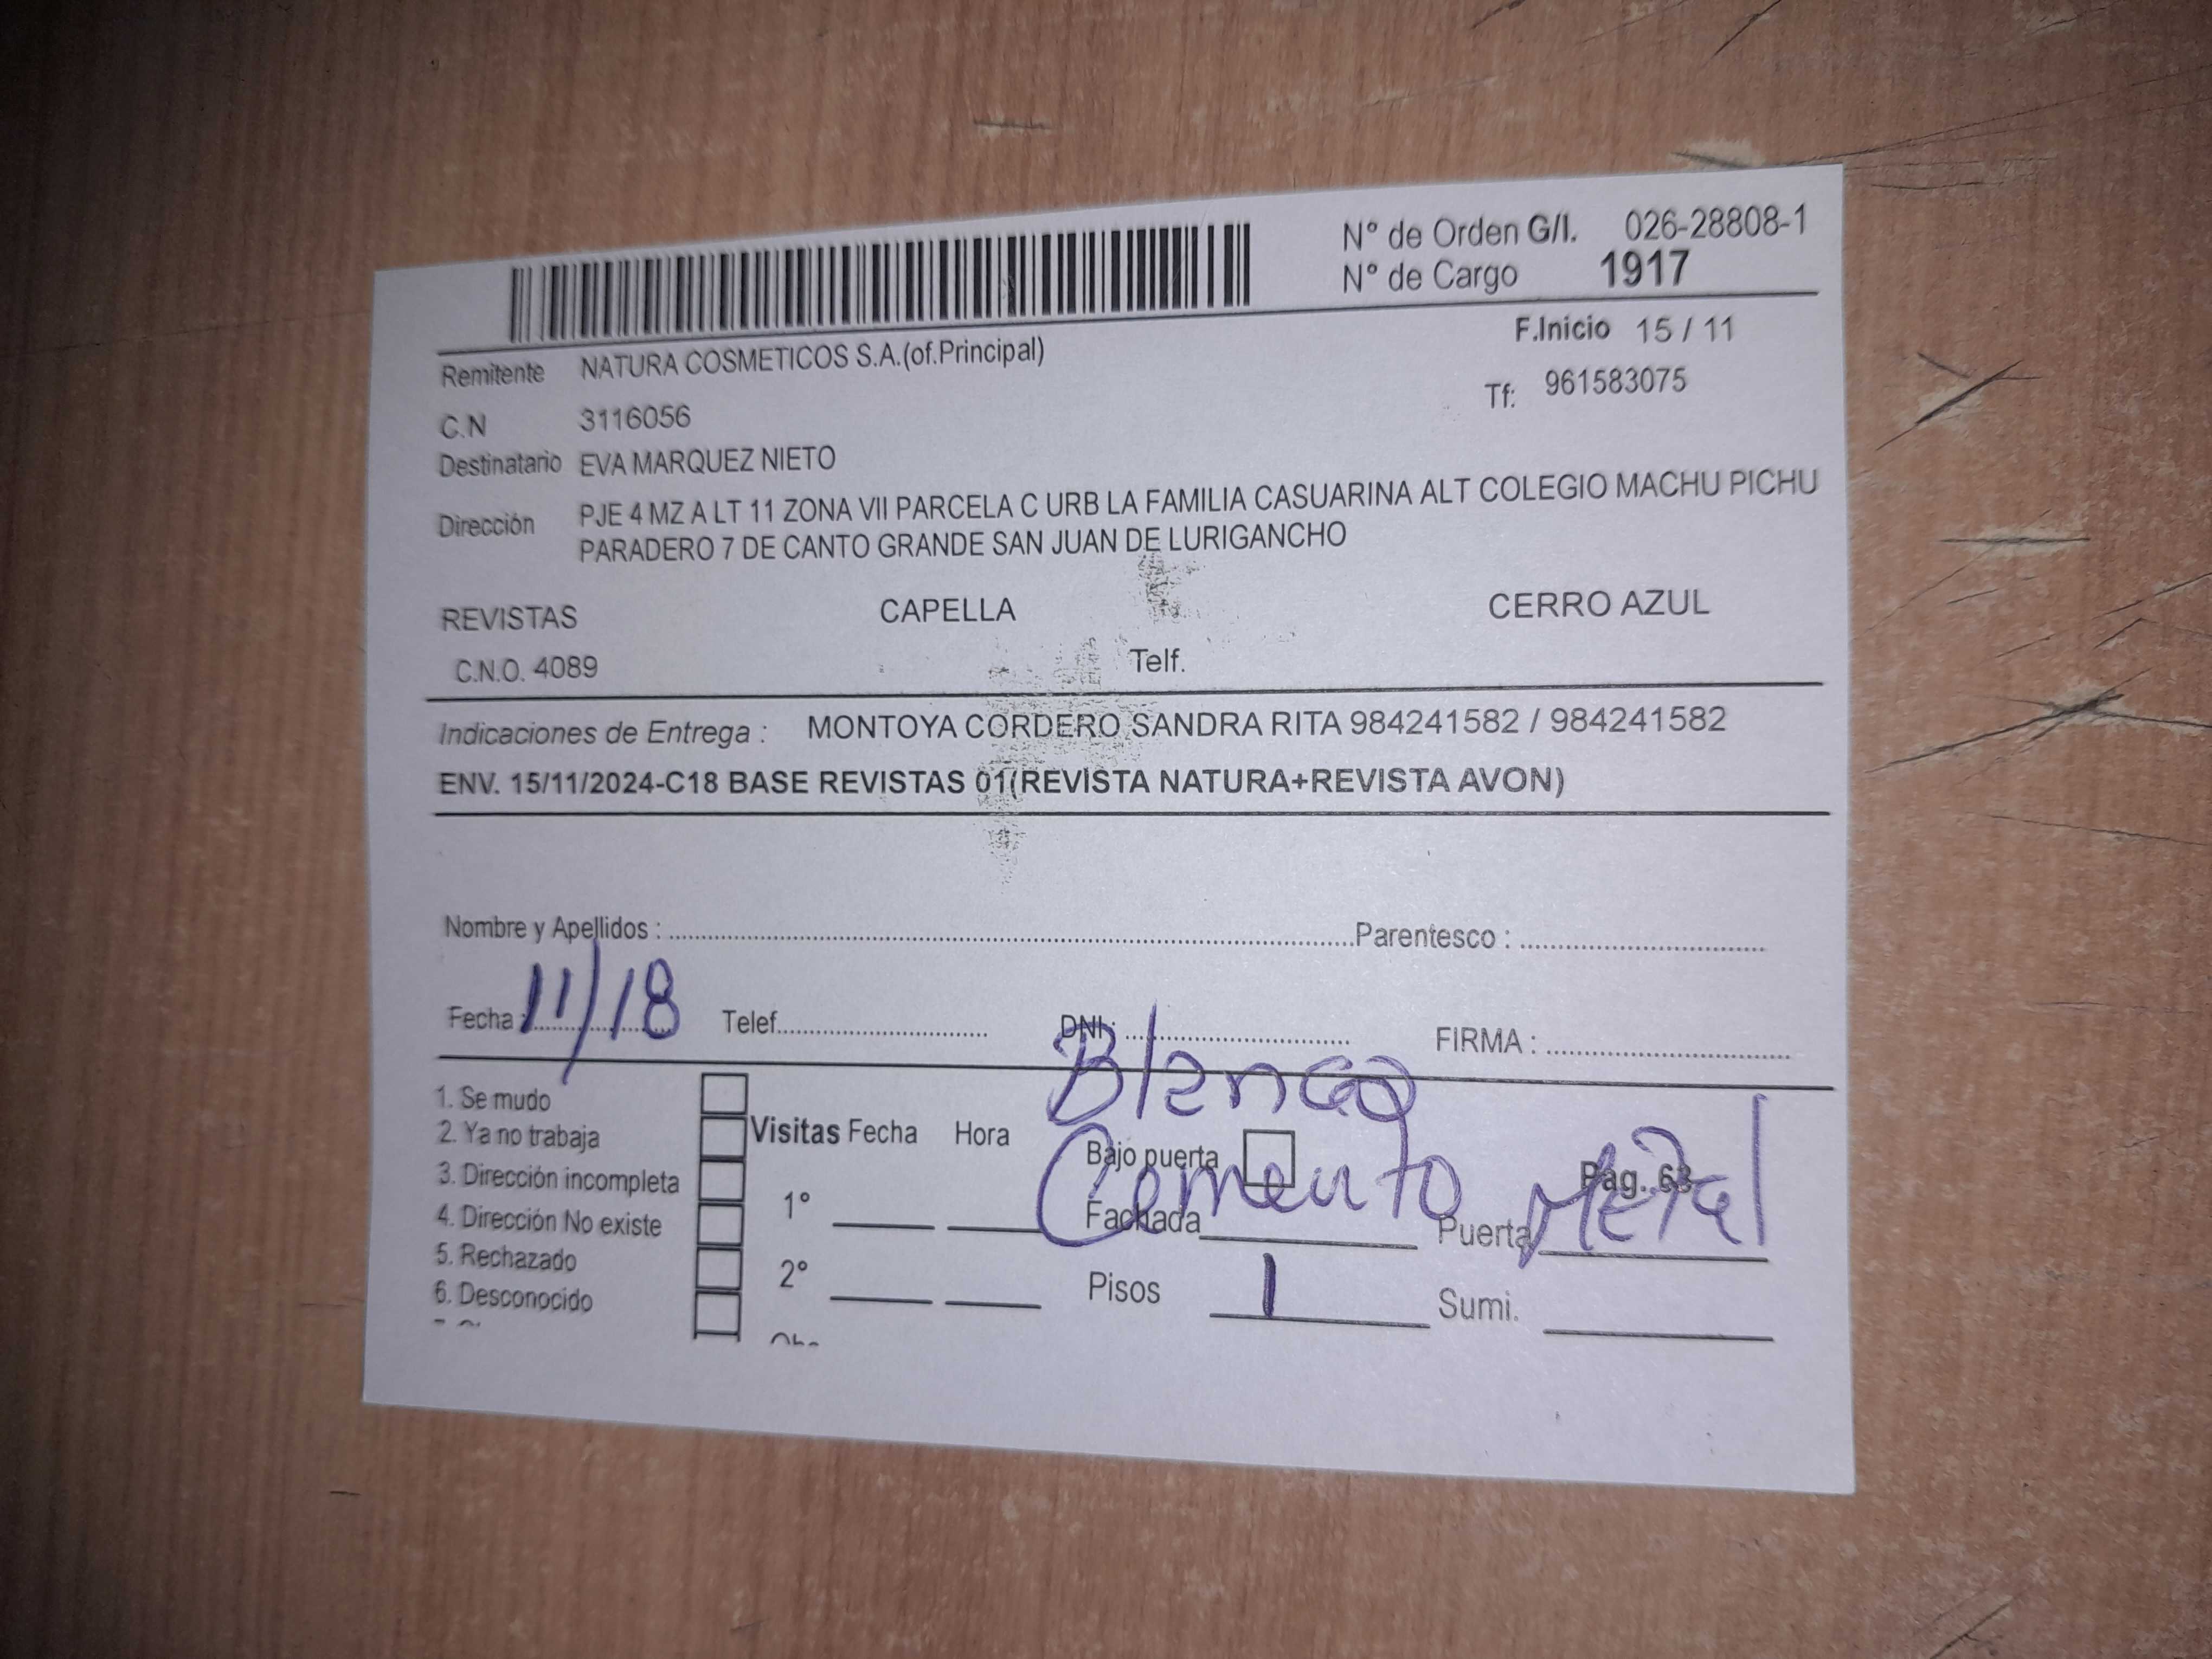 N° de Orden G/I. 026-28808-1
N° de Cargo 1917
F.Inicio 15 / 11
Remitente NATURA COSMETICOS S.A.(of.Principal)
Tf: 961583075
C.N 3116056
Destinatario EVA MARQUEZ NIETO
Dirección PJE 4 MZ A LT 11 ZONA VII PARCELA C URB LA FAMILIA CASUARINA ALT COLEGIO MACHU PICHU
PARADERO 7 DE CANTO GRANDE SAN JUAN DE LURIGANCHO
REVISTAS CAPELLA CERRO AZUL
C.N.O. 4089 Telf.
Indicaciones de Entrega : MONTOYA CORDERO SANDRA RITA 984241582 / 984241582
ENV. 15/11/2024-C18 BASE REVISTAS 01(REVISTA NATURA+REVISTA AVON)
Nombre y Apellidos : Parentesco :
Fecha : 11/18 Telef. DNI : FIRMA :
Blanco
1. Se mudo
2. Ya no trabaja Visitas Fecha Hora
3. Dirección incompleta Bajo puerta Pag. 63
4. Dirección No existe 1° Fachada Cemento Puerta Metal
5. Rechazado
6. Desconocido 2° Pisos 1 Sumi.